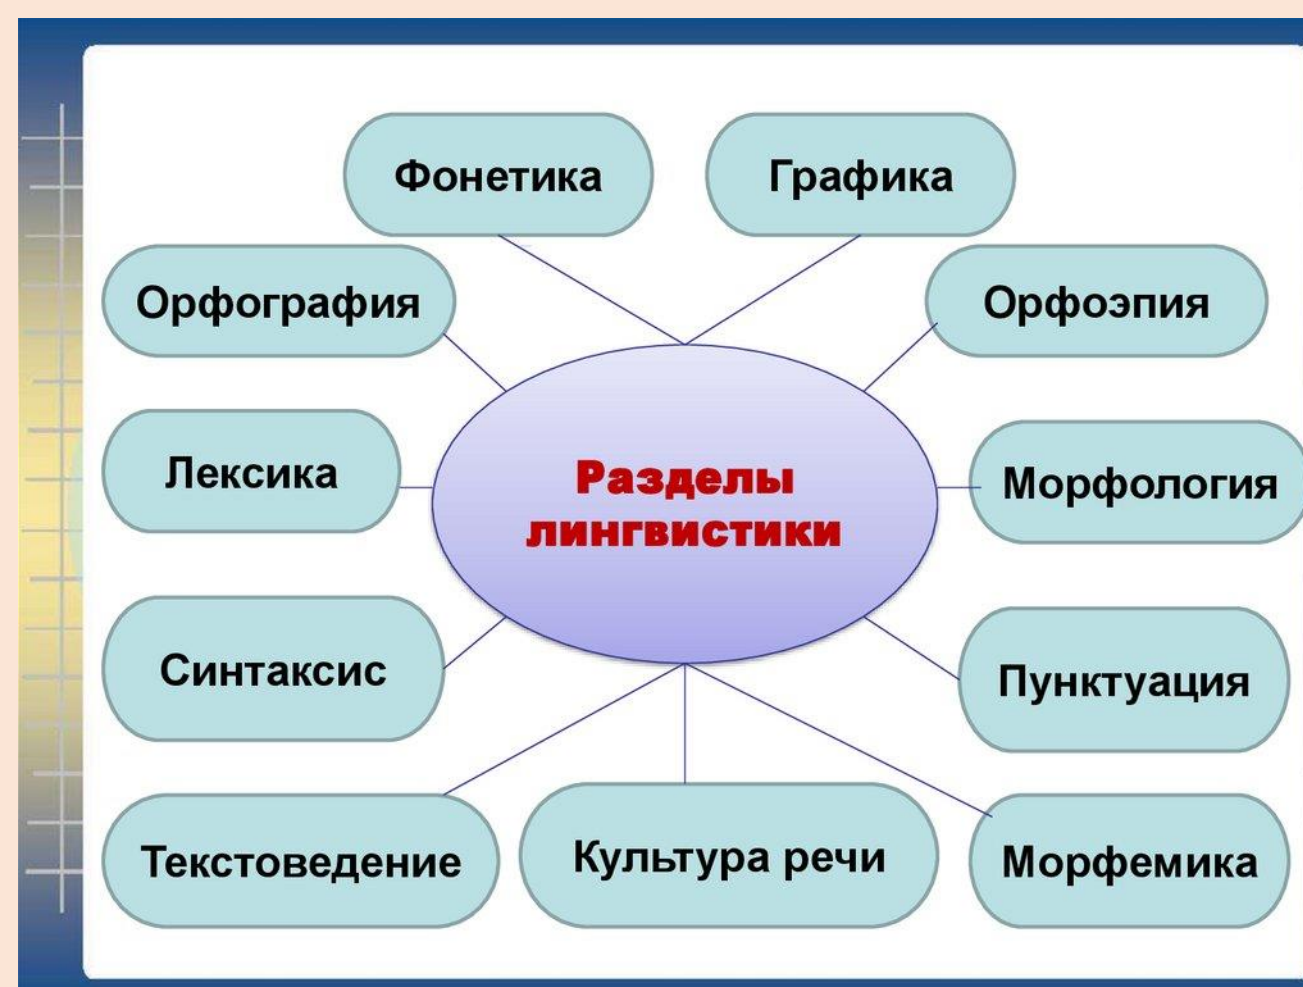 Фонетика
Графика
Орфография
Орфоэпия
Лексика
Разделы
лингвистики
Морфология
Синтаксис
Пунктуация
Текстоведение
Культура речи
Морфемика